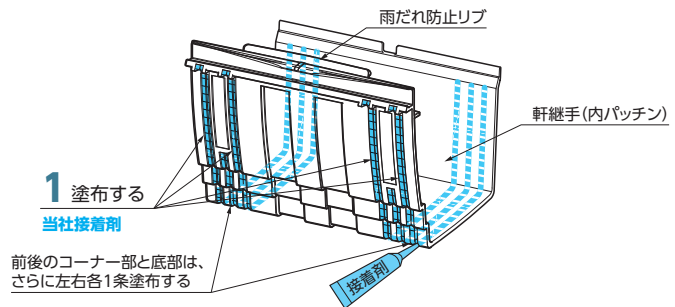 雨だれ防止リブ
軒継手(内パッチン)
1 塗布する
当社接着剤
前後のコーナー部と底部は、
さらに左右各1条塗布する
接着剤